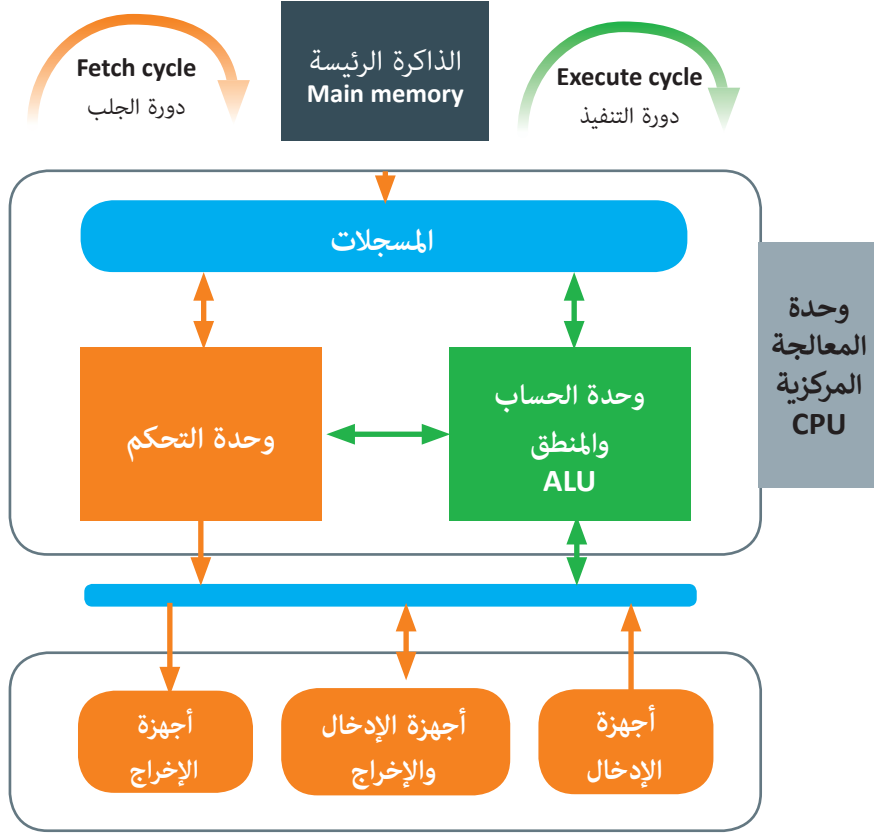 Fetch cycle
دورة الجلب
الذاكرة الرئيسة
Main memory
Execute cycle
دورة التنفيذ
المسجلات
وحدة
المعالجة
المركزية
CPU
وحدة الحساب
والمنطق
ALU
وحدة التحكم
أجهزة
الإدخال
أجهزة الإدخال
والإخراج
أجهزة
الإخراج